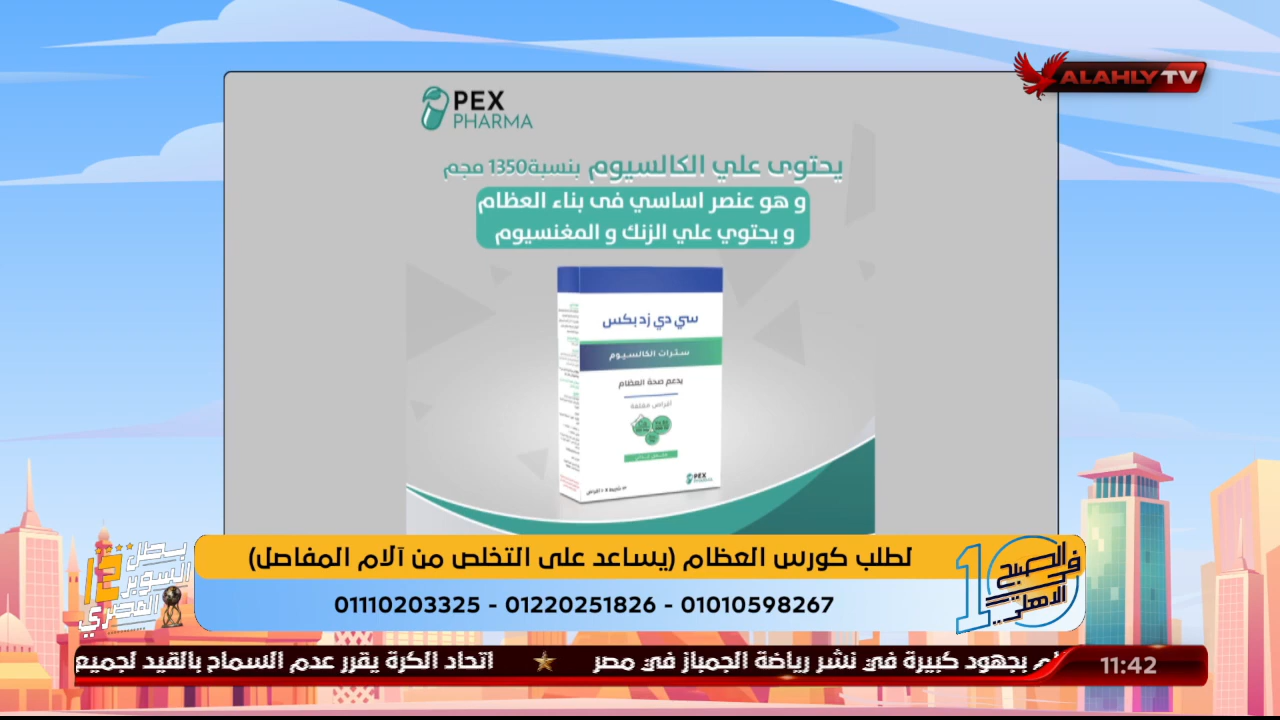 ALAHLY TV
PEX
PHARMA
يحتوى علي الكالسيوم بنسبة1350 مجم
و هو عنصر اساسي فى بناء العظام
و يحتوي علي الزنك و المغنسيوم
سي دي زد بكس
سترات الكالسيوم
يدعم صحة العظام
أقراص مغلفة
PEX
PHARMA
لطلب كورس العظام (يساعد على التخلص من آلام المفاصل)
01110203325 - 01220251826 - 01010598267
10 الصبح
في
الأهلي..
بطل
السوبر
المصري
بجهود كبيرة في نشر رياضة الجمباز في مصر
اتحاد الكرة يقرر عدم السماح بالقيد لجميع
11:42